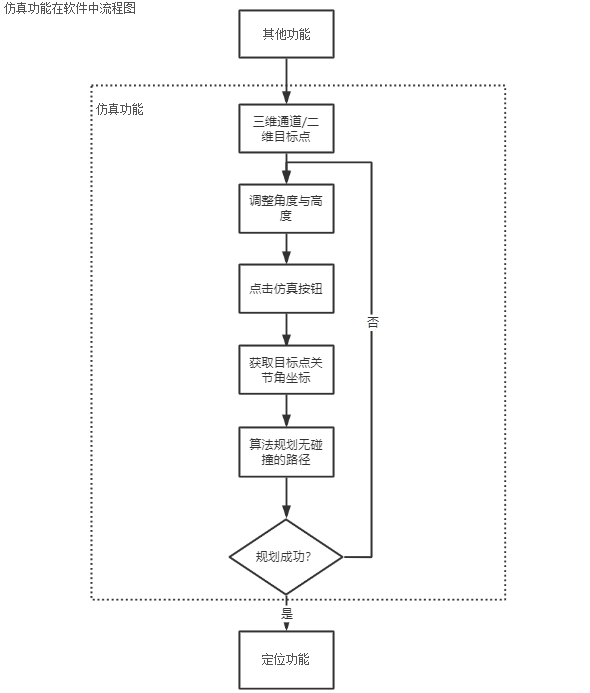 仿真功能在软件中流程图
其他功能
仿真功能
三维通道/二
维目标点
调整角度与高
度
点击仿真按钮
否
获取目标点关
节角坐标
算法规划无碰
撞的路径
规划成功?
是
定位功能